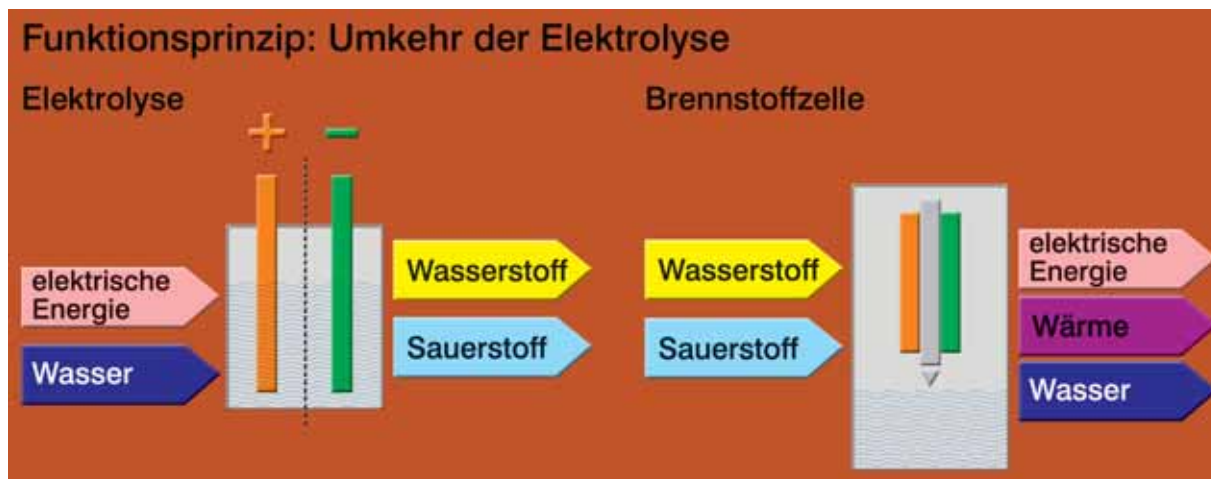 Funktionsprinzip: Umkehr der Elektrolyse
Elektrolyse
+ −
elektrische
Energie
Wasser
Wasserstoff
Sauerstoff
Brennstoffzelle
Wasserstoff
Sauerstoff
elektrische
Energie
Wärme
Wasser